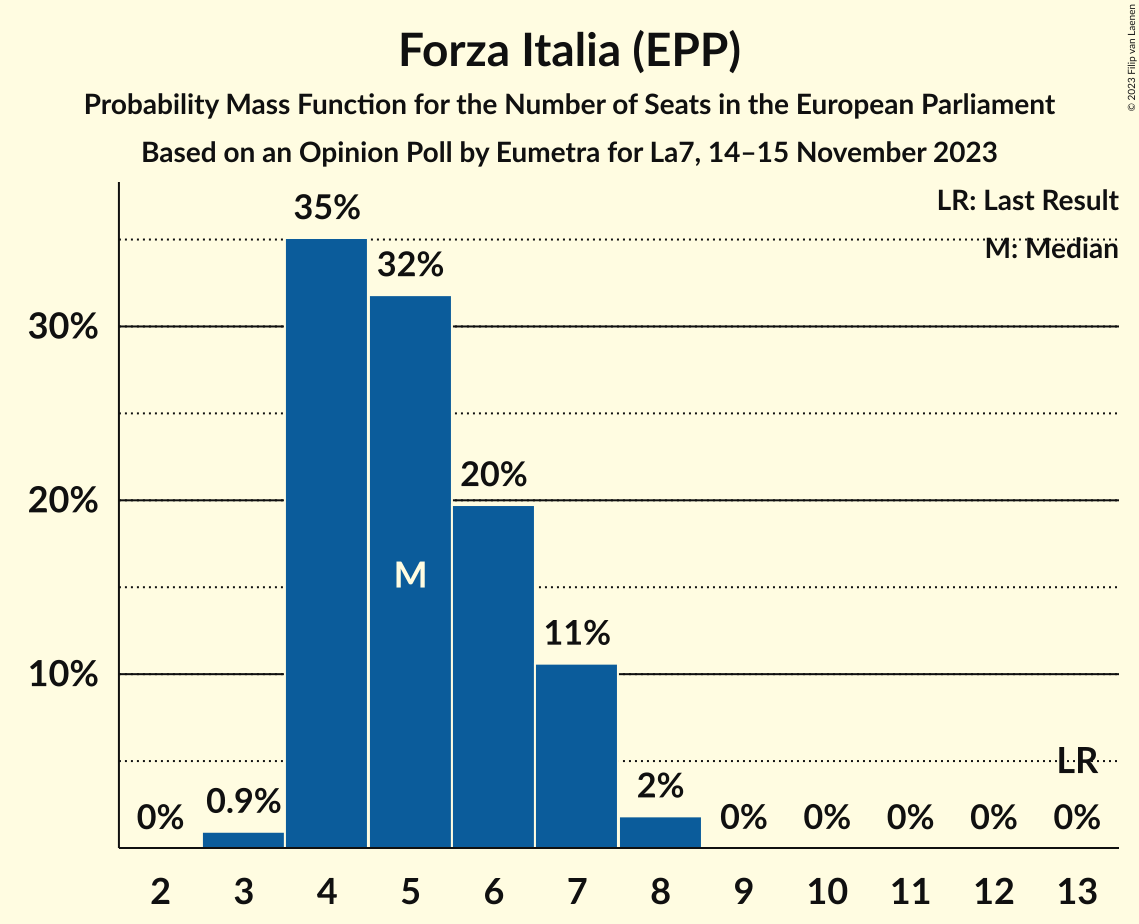 Forza Italia (EPP)
Probability Mass Function for the Number of Seats in the European Parliament
Based on an Opinion Poll by Eumetra for La7, 14–15 November 2023
© 2023 Filip van Laenen
LR: Last Result
M: Median
35%
32%
30%
20%
20%
M
11%
10%
LR
0%
0.9%
2%
0%
0%
0%
0%
0%
2 3 4 5 6 7 8 9 10 11 12 13